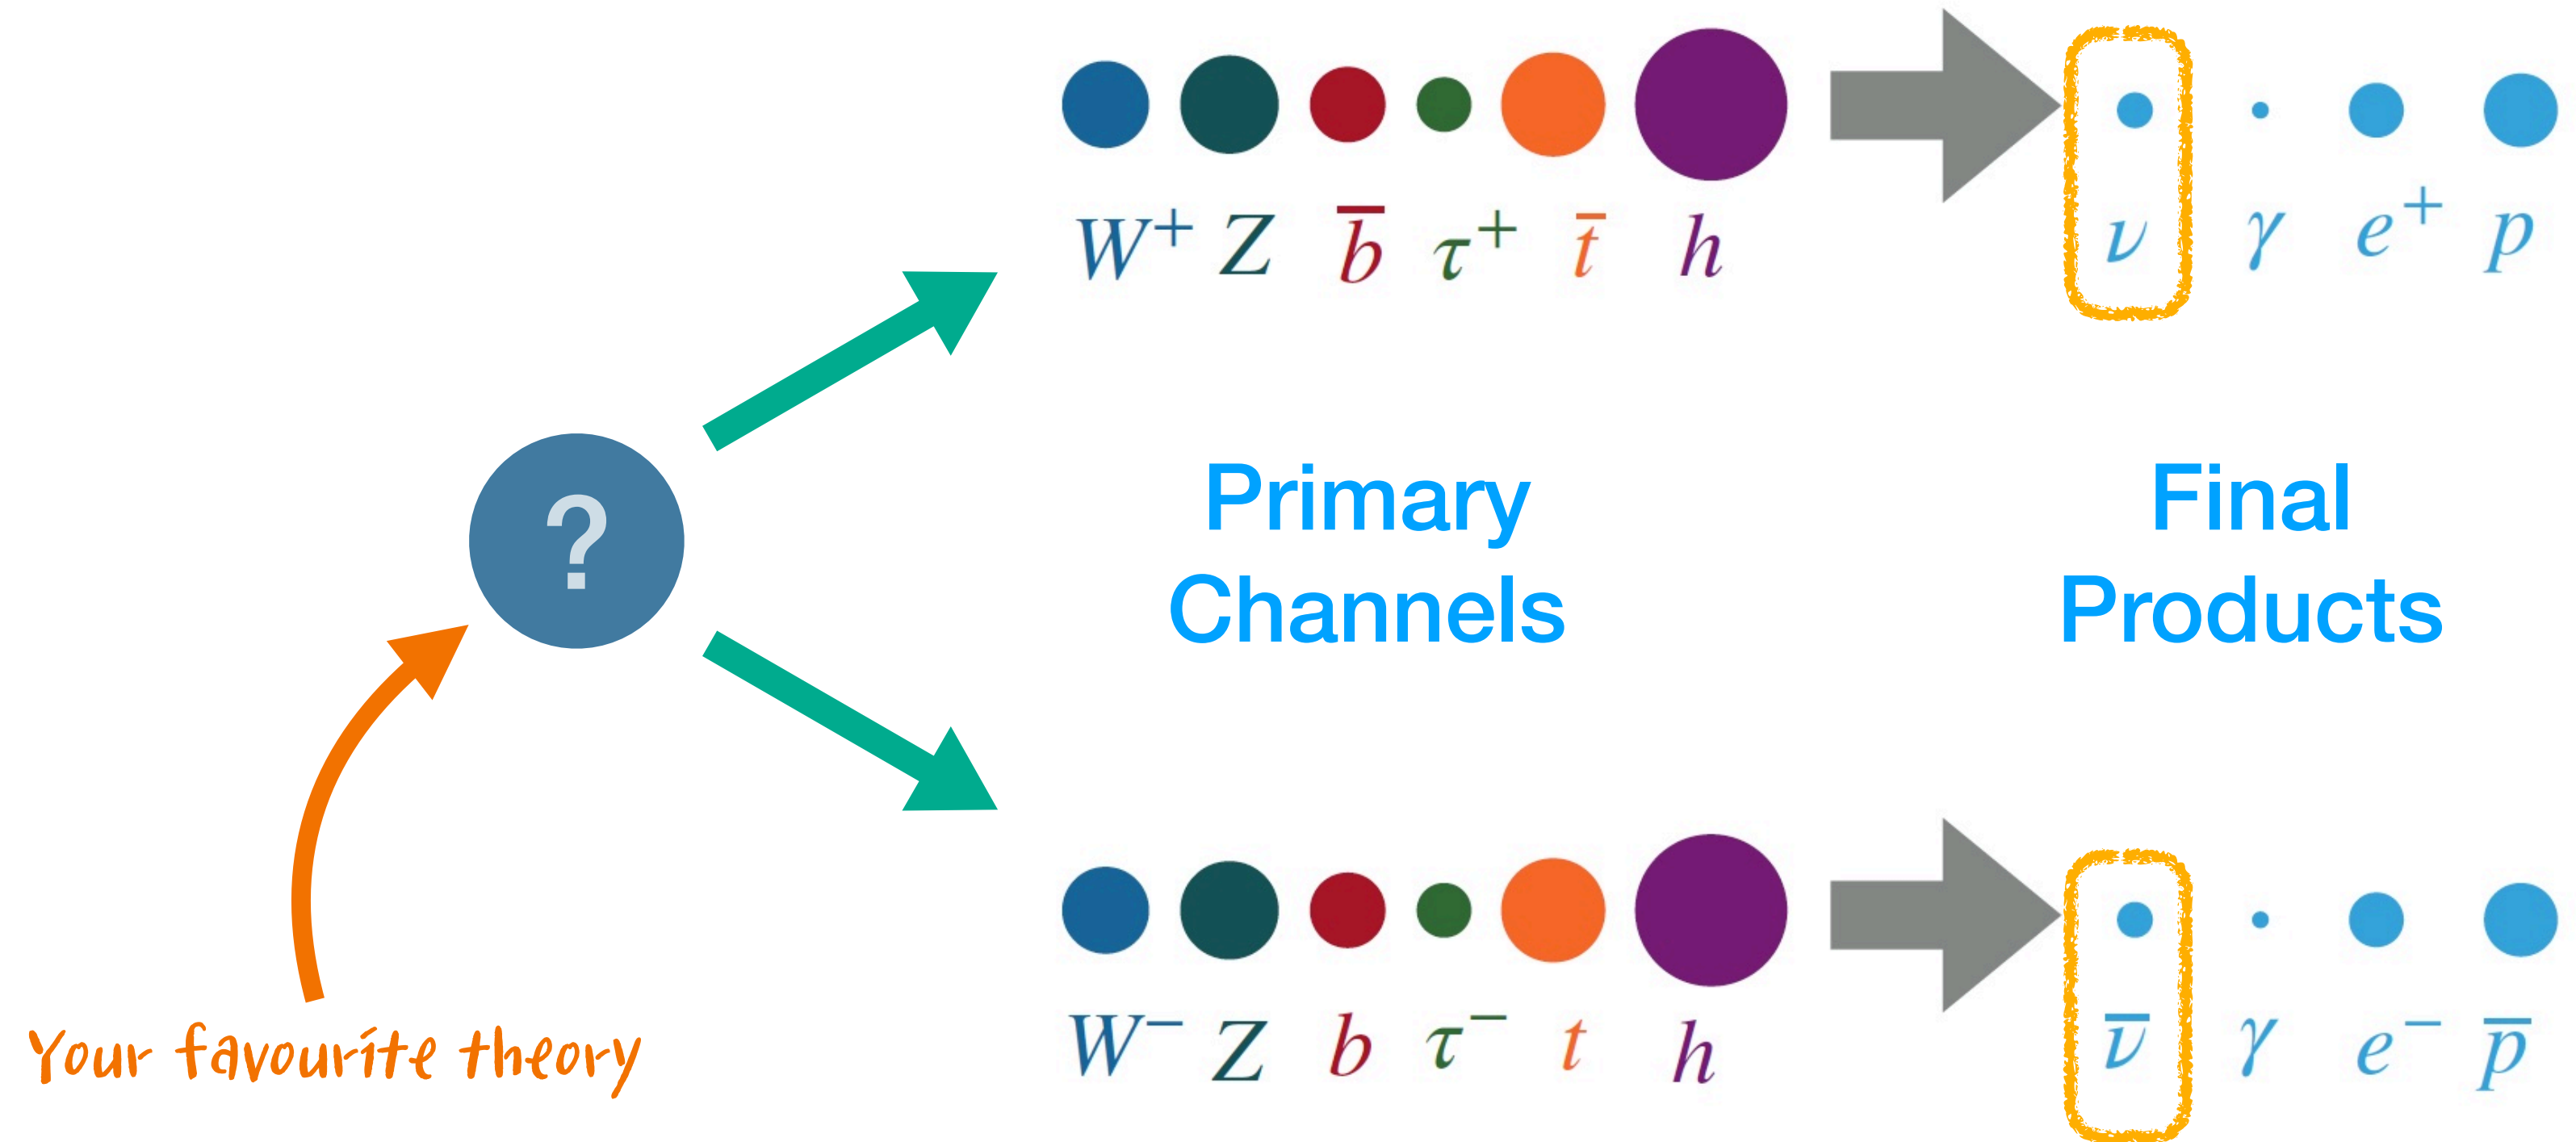 W⁺ Z b̅ τ⁺ t̅ h
ν γ e⁺ p
?
Primary
Channels
Final
Products
Your favourite theory
W⁻ Z b τ⁻ t h
ν̅ γ e⁻ p̅